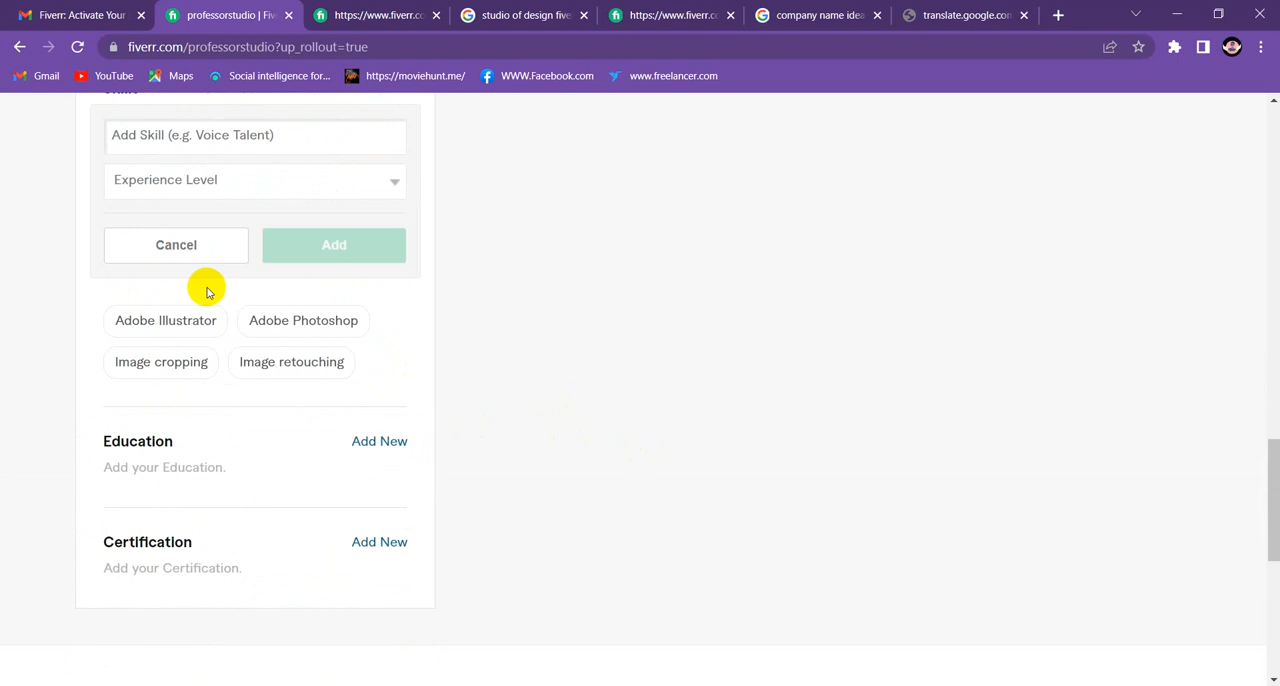 Fiverr: Activate Your
professorstudio | Five
https://www.fiverr.co
studio of design five
https://www.fiverr.cc
company name idea
translate.google.con
fiverr.com/professorstudio?up_rollout=true
Gmail
YouTube
Maps
Social intelligence for...
https://moviehunt.me/
WWW.Facebook.com
www.freelancer.com
Add Skill (e.g. Voice Talent)
Experience Level
Cancel
Add
Adobe Illustrator
Adobe Photoshop
Image cropping
Image retouching
Education
Add New
Add your Education.
Certification
Add New
Add your Certification.